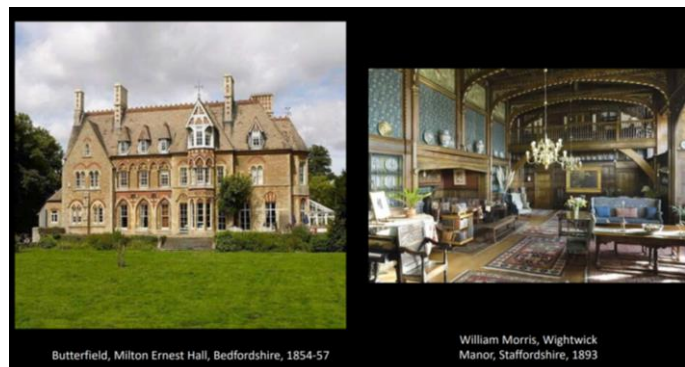 Butterfield, Milton Ernest Hall, Bedfordshire, 1854-57
William Morris, Wightwick
Manor, Staffordshire, 1893